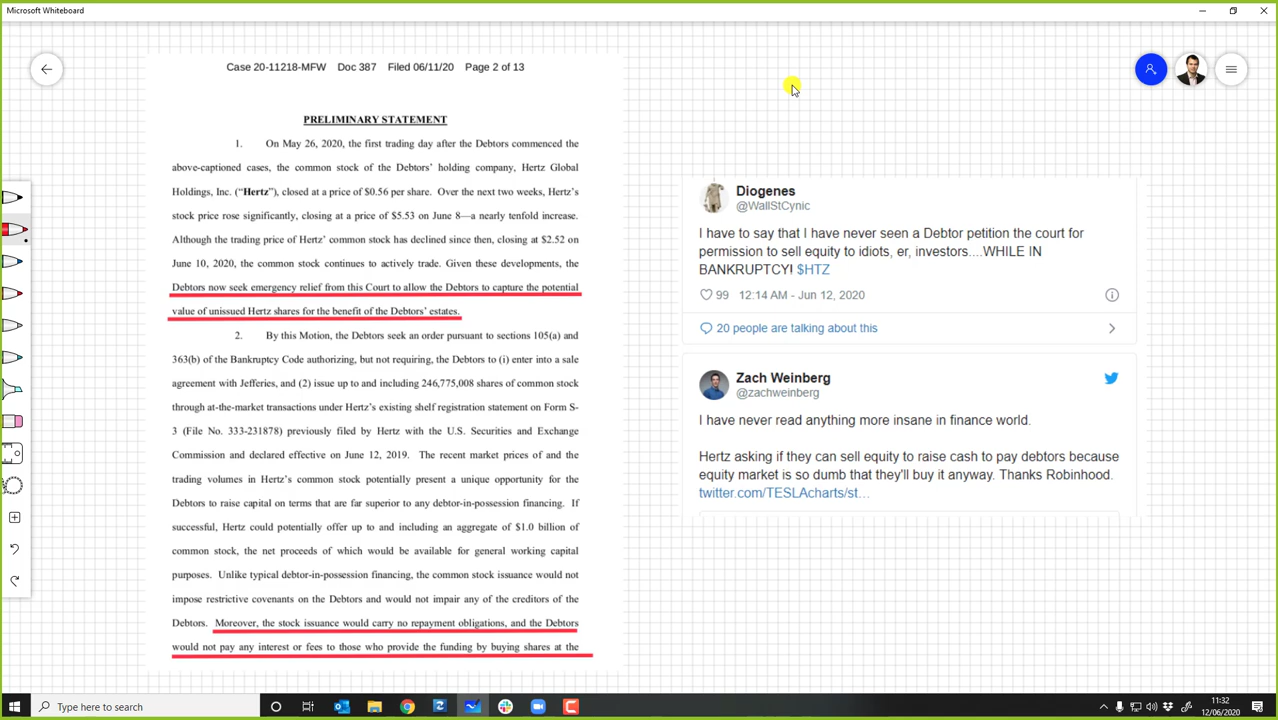 Microsoft Whiteboard
Case 20-11218-MFW Doc 387 Filed 06/11/20 Page 2 of 13
PRELIMINARY STATEMENT
1. On May 26, 2020, the first trading day after the Debtors commenced the
above-captioned cases, the common stock of the Debtors' holding company, Hertz Global
Holdings, Inc. (“Hertz”), closed at a price of $0.56 per share. Over the next two weeks, Hertz's
stock price rose significantly, closing at a price of $5.53 on June 8—a nearly tenfold increase.
Although the trading price of Hertz' common stock has declined since then, closing at $2.52 on
June 10, 2020, the common stock continues to actively trade. Given these developments, the
Debtors now seek emergency relief from this Court to allow the Debtors to capture the potential
value of unissued Hertz shares for the benefit of the Debtors' estates.
2. By this Motion, the Debtors seek an order pursuant to sections 105(a) and
363(b) of the Bankruptcy Code authorizing, but not requiring, the Debtors to (i) enter into a sale
agreement with Jefferies, and (2) issue up to and including 246,775,008 shares of common stock
through at-the-market transactions under Hertz's existing shelf registration statement on Form S-
3 (File No. 333-231878) previously filed by Hertz with the U.S. Securities and Exchange
Commission and declared effective on June 12, 2019. The recent market prices of and the
trading volumes in Hertz's common stock potentially present a unique opportunity for the
Debtors to raise capital on terms that are far superior to any debtor-in-possession financing. If
successful, Hertz could potentially offer up to and including an aggregate of $1.0 billion of
common stock, the net proceeds of which would be available for general working capital
purposes. Unlike typical debtor-in-possession financing, the common stock issuance would not
impose restrictive covenants on the Debtors and would not impair any of the creditors of the
Debtors. Moreover, the stock issuance would carry no repayment obligations, and the Debtors
would not pay any interest or fees to those who provide the funding by buying shares at the
Diogenes
@WallStCynic
I have to say that I have never seen a Debtor petition the court for
permission to sell equity to idiots, er, investors....WHILE IN
BANKRUPTCY! $HTZ
99 12:14 AM - Jun 12, 2020
20 people are talking about this
Zach Weinberg
@zachweinberg
I have never read anything more insane in finance world.
Hertz asking if they can sell equity to raise cash to pay debtors because
equity market is so dumb that they'll buy it anyway. Thanks Robinhood.
twitter.com/TESLAcharts/st...
Type here to search
11:32
12/06/2020